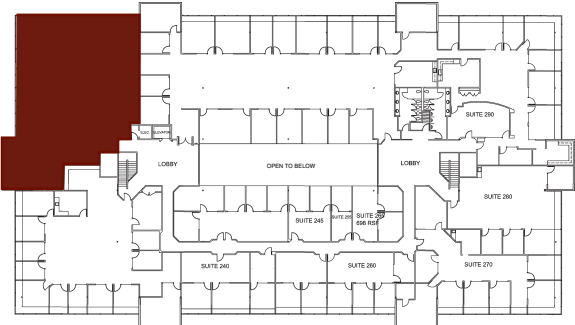 SUITE 290
ELEC.
ELEVATOR
LOBBY
OPEN TO BELOW
LOBBY
SUITE 280
SUITE 245
SUITE 255
SUITE
698 RSF
SUITE 240
SUITE 260
SUITE 270